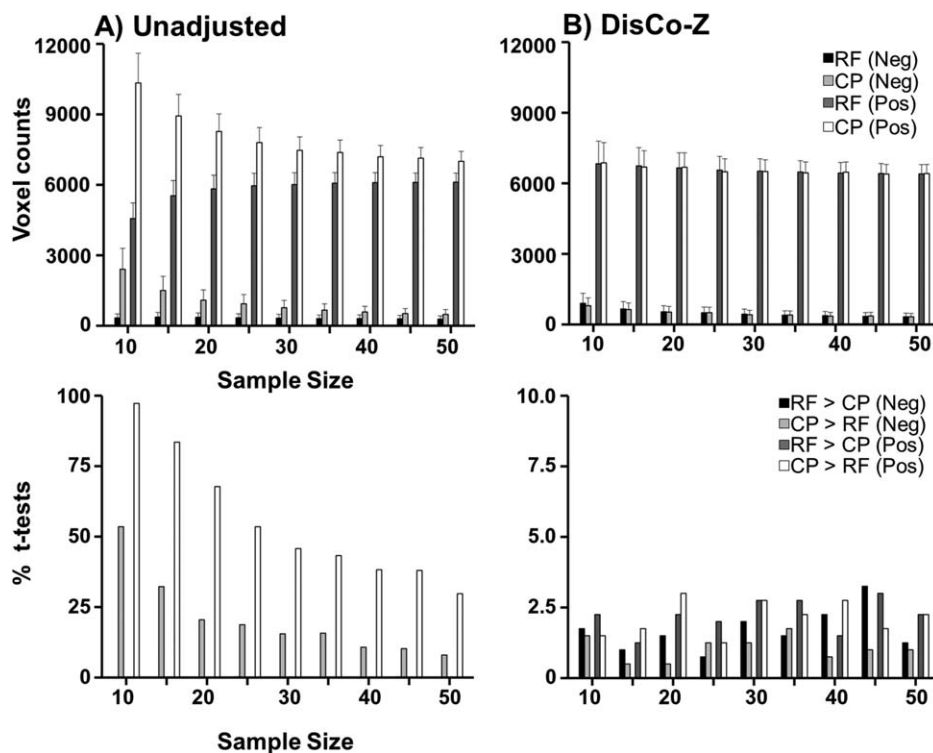 A) Unadjusted
12000
9000
6000
3000
0
Voxel counts
10 20 30 40 50
Sample Size
B) DisCo-Z
12000
9000
6000
3000
0
RF (Neg)
CP (Neg)
RF (Pos)
CP (Pos)
10 20 30 40 50
100
75
50
25
0
% t-tests
10 20 30 40 50
Sample Size
10.0
7.5
5.0
2.5
0
RF > CP (Neg)
CP > RF (Neg)
RF > CP (Pos)
CP > RF (Pos)
10 20 30 40 50
Sample Size